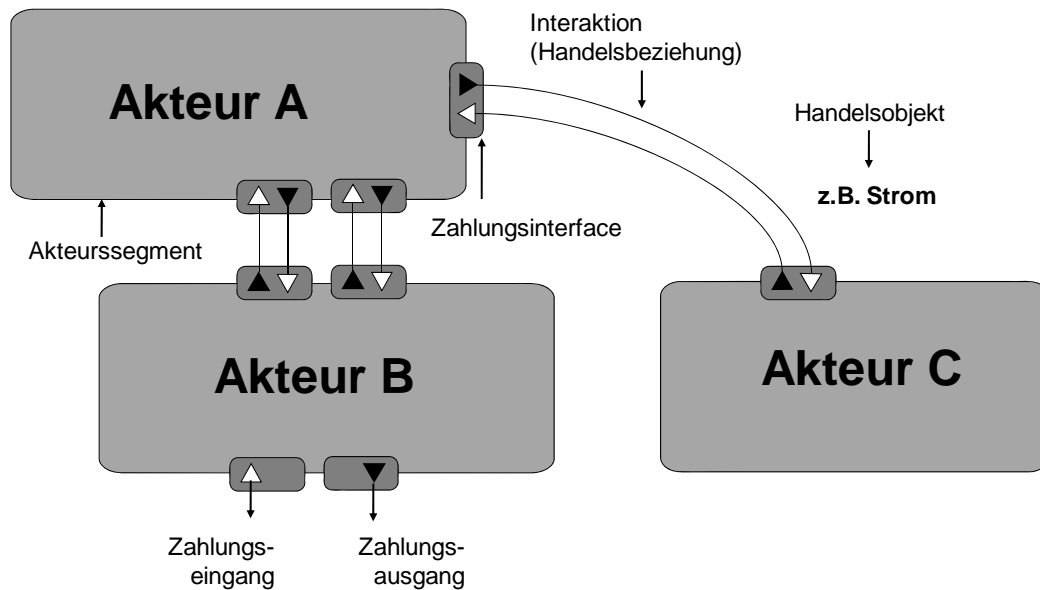 Interaktion
(Handelsbeziehung)
Akteur A
Handelsobjekt
z.B. Strom
Zahlungsinterface
Akteurssegment
Akteur B
Akteur C
Zahlungs-
eingang
Zahlungs-
ausgang